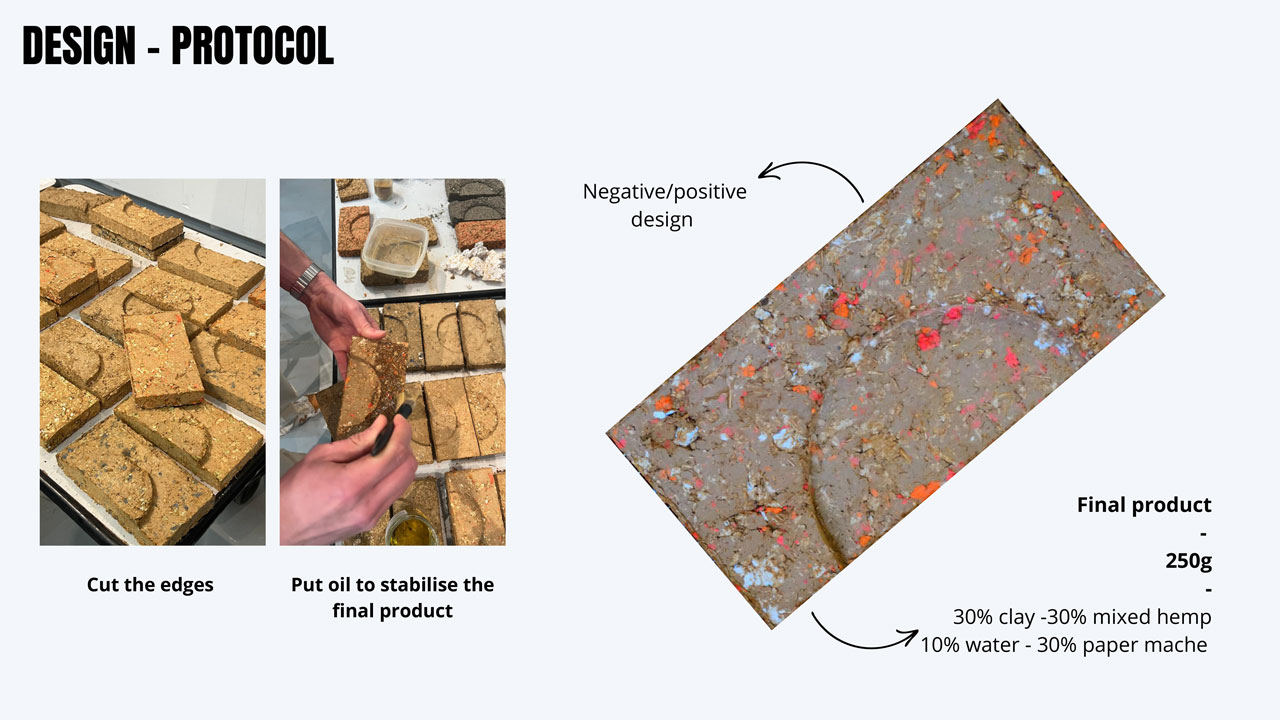 DESIGN - PROTOCOL
Cut the edges
Put oil to stabilise the
final product
Negative/positive
design
Final product
-
250g
-
30% clay -30% mixed hemp
10% water - 30% paper mache